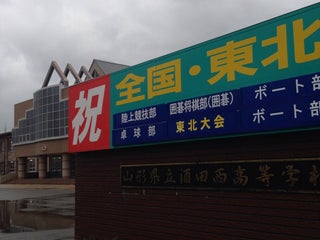 祝
全国・東北
陸上競技部 囲碁将棋部(囲碁) ボート部
卓球部 東北大会 ボート部
山形県立酒田西高等学校